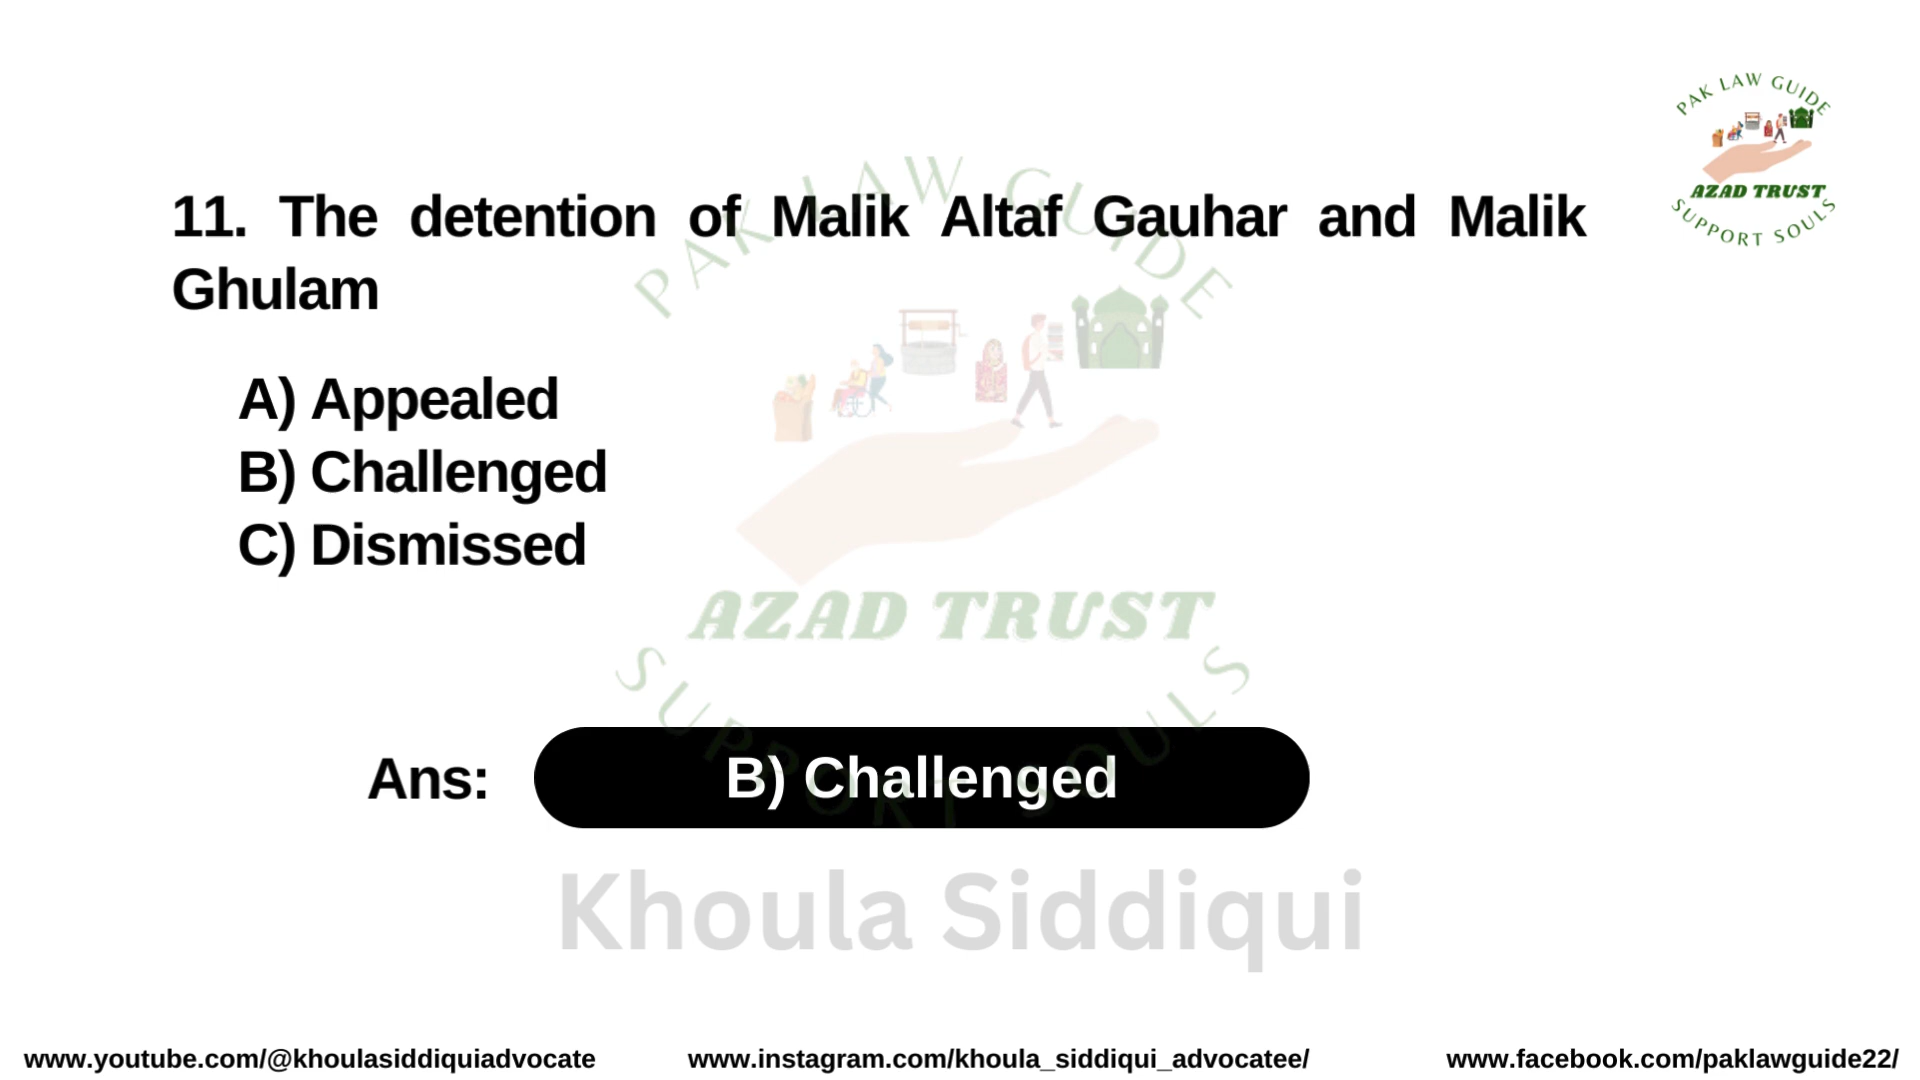 PAK LAW GUIDE
AZAD TRUST
SUPPORT SOULS
11. The detention of Malik Altaf Gauhar and Malik
Ghulam
A) Appealed
B) Challenged
C) Dismissed
PAK LAW GUIDE
AZAD TRUST
SUPPORT SOULS
Ans: B) Challenged
Khoula Siddiqui
www.youtube.com/@khoulasiddiquiadvocate www.instagram.com/khoula_siddiqui_advocatee/ www.facebook.com/paklawguide22/